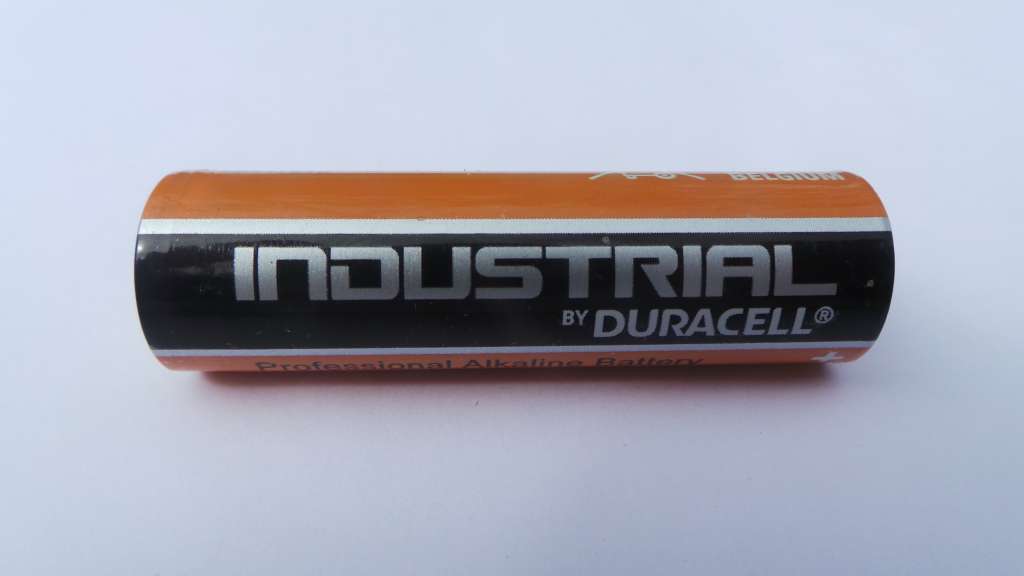 BELGIUM
INDUSTRIAL
BY DURACELL®
Professional Alkaline Battery
+